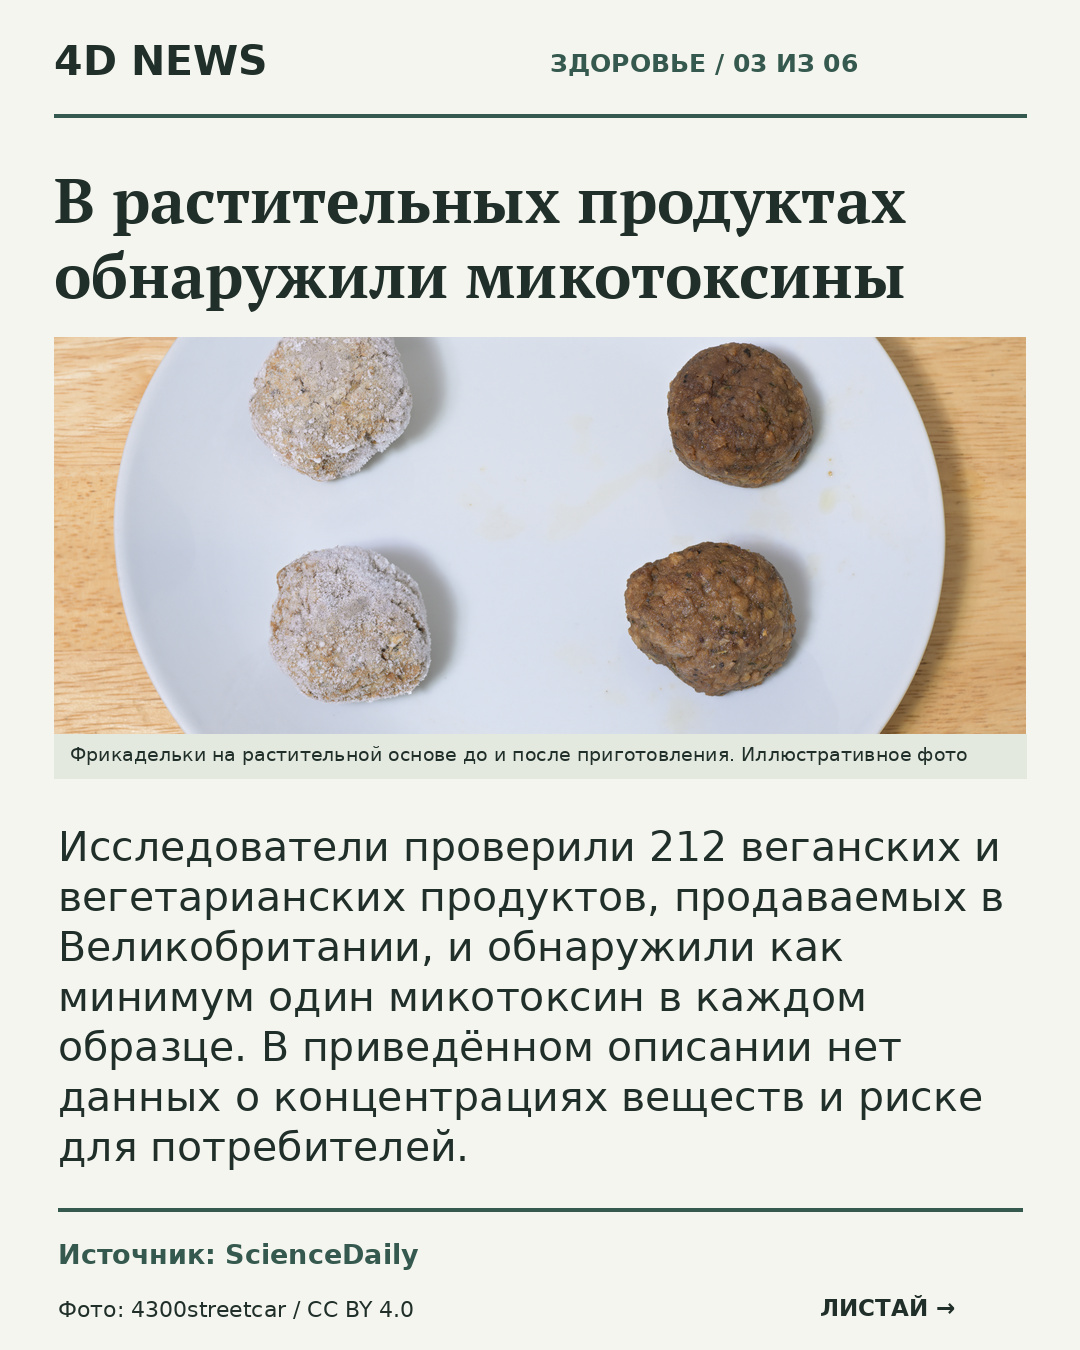 4D NEWS
ЗДОРОВЬЕ / 03 ИЗ 06
В растительных продуктах
обнаружили микотоксины
Фрикадельки на растительной основе до и после приготовления. Иллюстративное фото
Исследователи проверили 212 веганских и
вегетарианских продуктов, продаваемых в
Великобритании, и обнаружили как
минимум один микотоксин в каждом
образце. В приведённом описании нет
данных о концентрациях веществ и риске
для потребителей.
Источник: ScienceDaily
Фото: 4300streetcar / CC BY 4.0
ЛИСТАЙ →